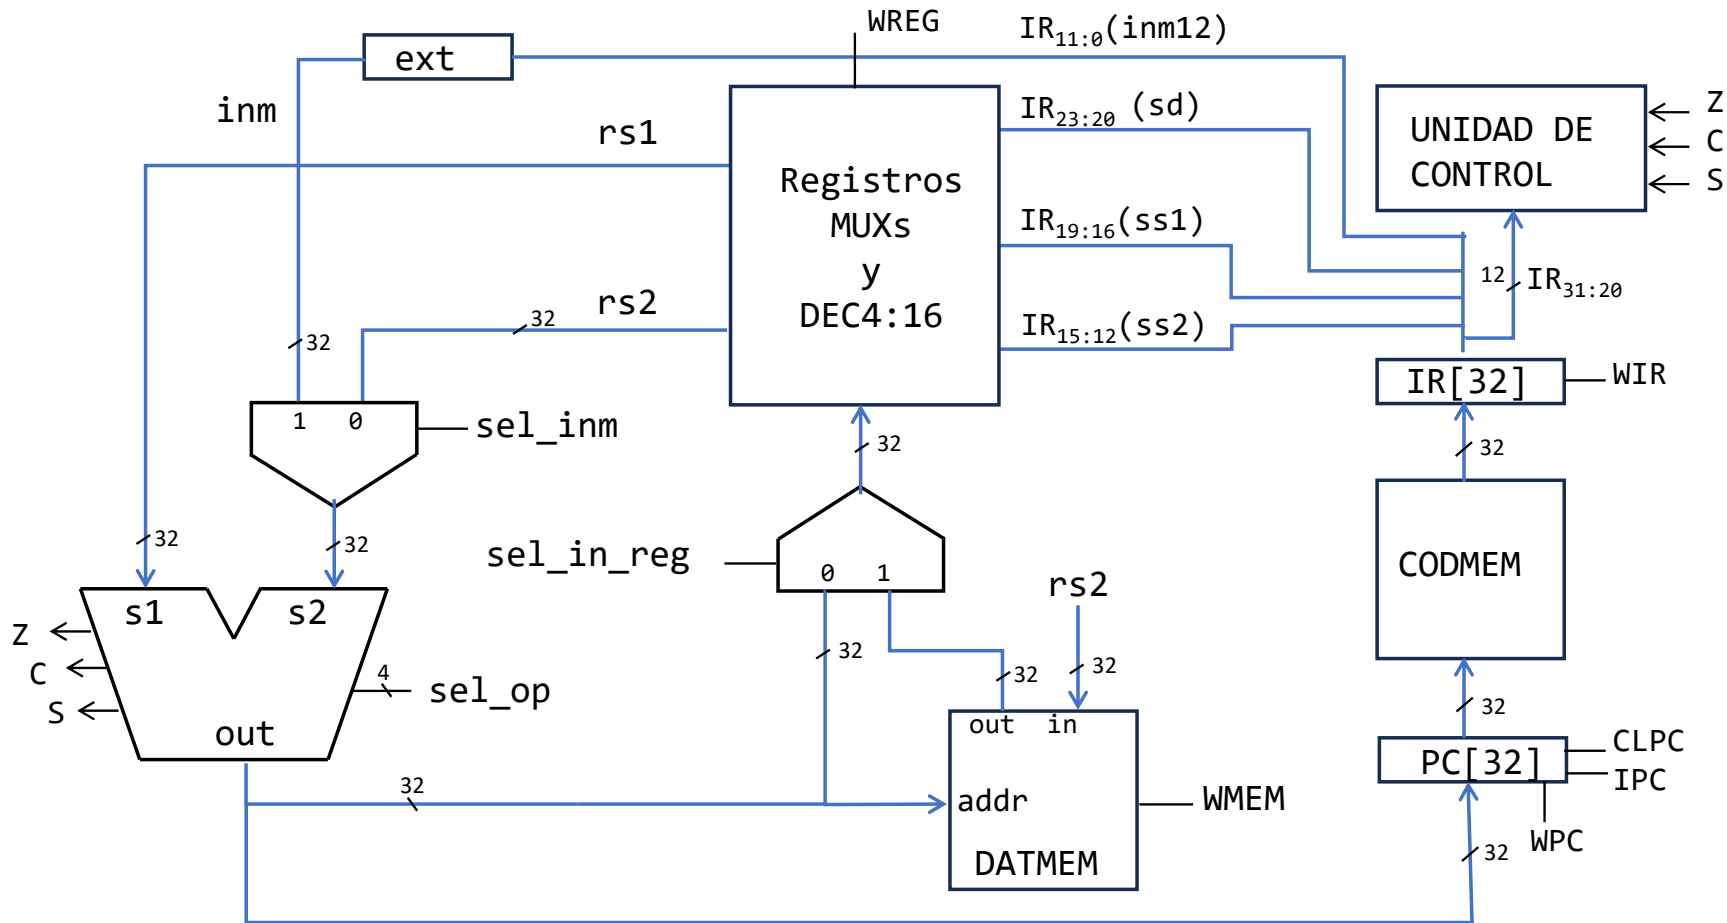 WREG
IR11:0(inm12)
ext
inm
rs1
rs2
32
32
1 0
sel_inm
32
32
s1 s2
Z
C
S
4
sel_op
out
32
Registros
MUXs
y
DEC4:16
IR23:20 (sd)
IR19:16(ss1)
IR15:12(ss2)
32
sel_in_reg
0 1
32
32
rs2
32
out in
addr
DATMEM
WMEM
UNIDAD DE
CONTROL
Z
C
S
12
IR31:20
IR[32]
WIR
32
CODMEM
32
PC[32]
CLPC
IPC
WPC
32